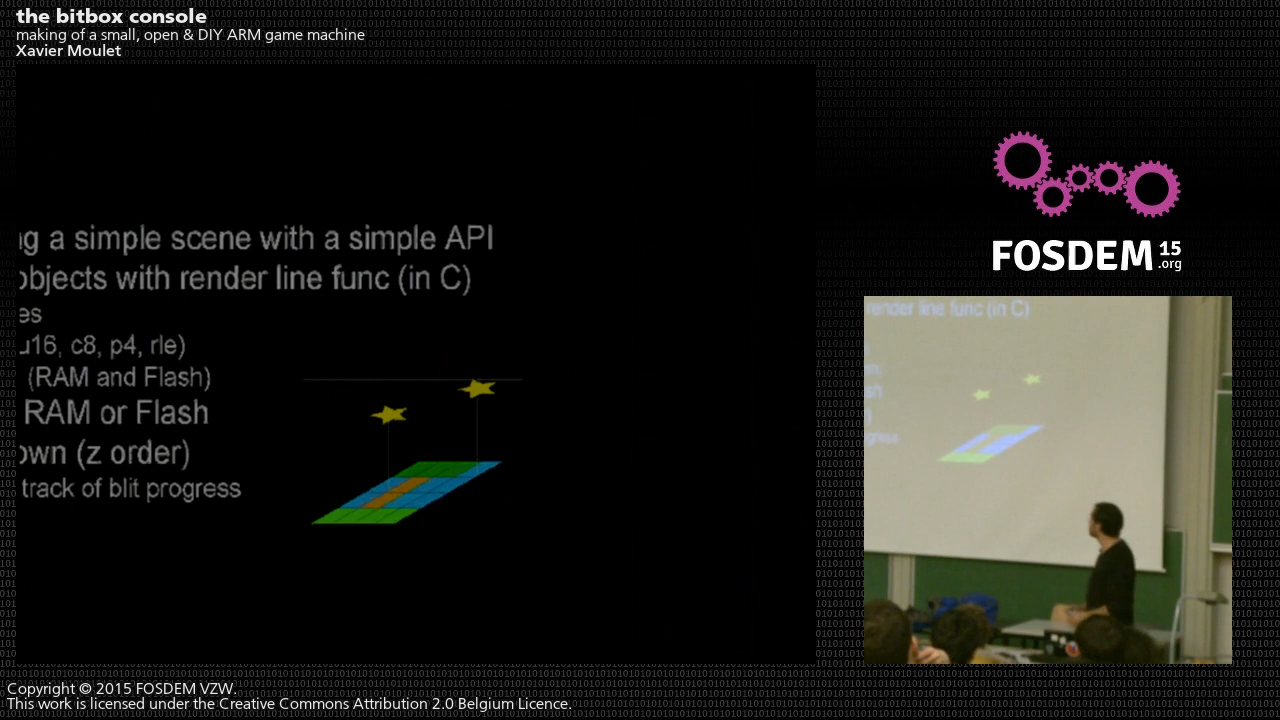 the bitbox console
making of a small, open & DIY ARM game machine
Xavier Moulet
a simple scene with a simple API
with render line func (in C)
u16, c8, p4, rle)
(RAM and Flash)
RAM or Flash
(z order)
track of blit progress
FOSDEM 15
.org
render line func (in C)
Copyright © 2015 FOSDEM VZW.
This work is licensed under the Creative Commons Attribution 2.0 Belgium Licence.